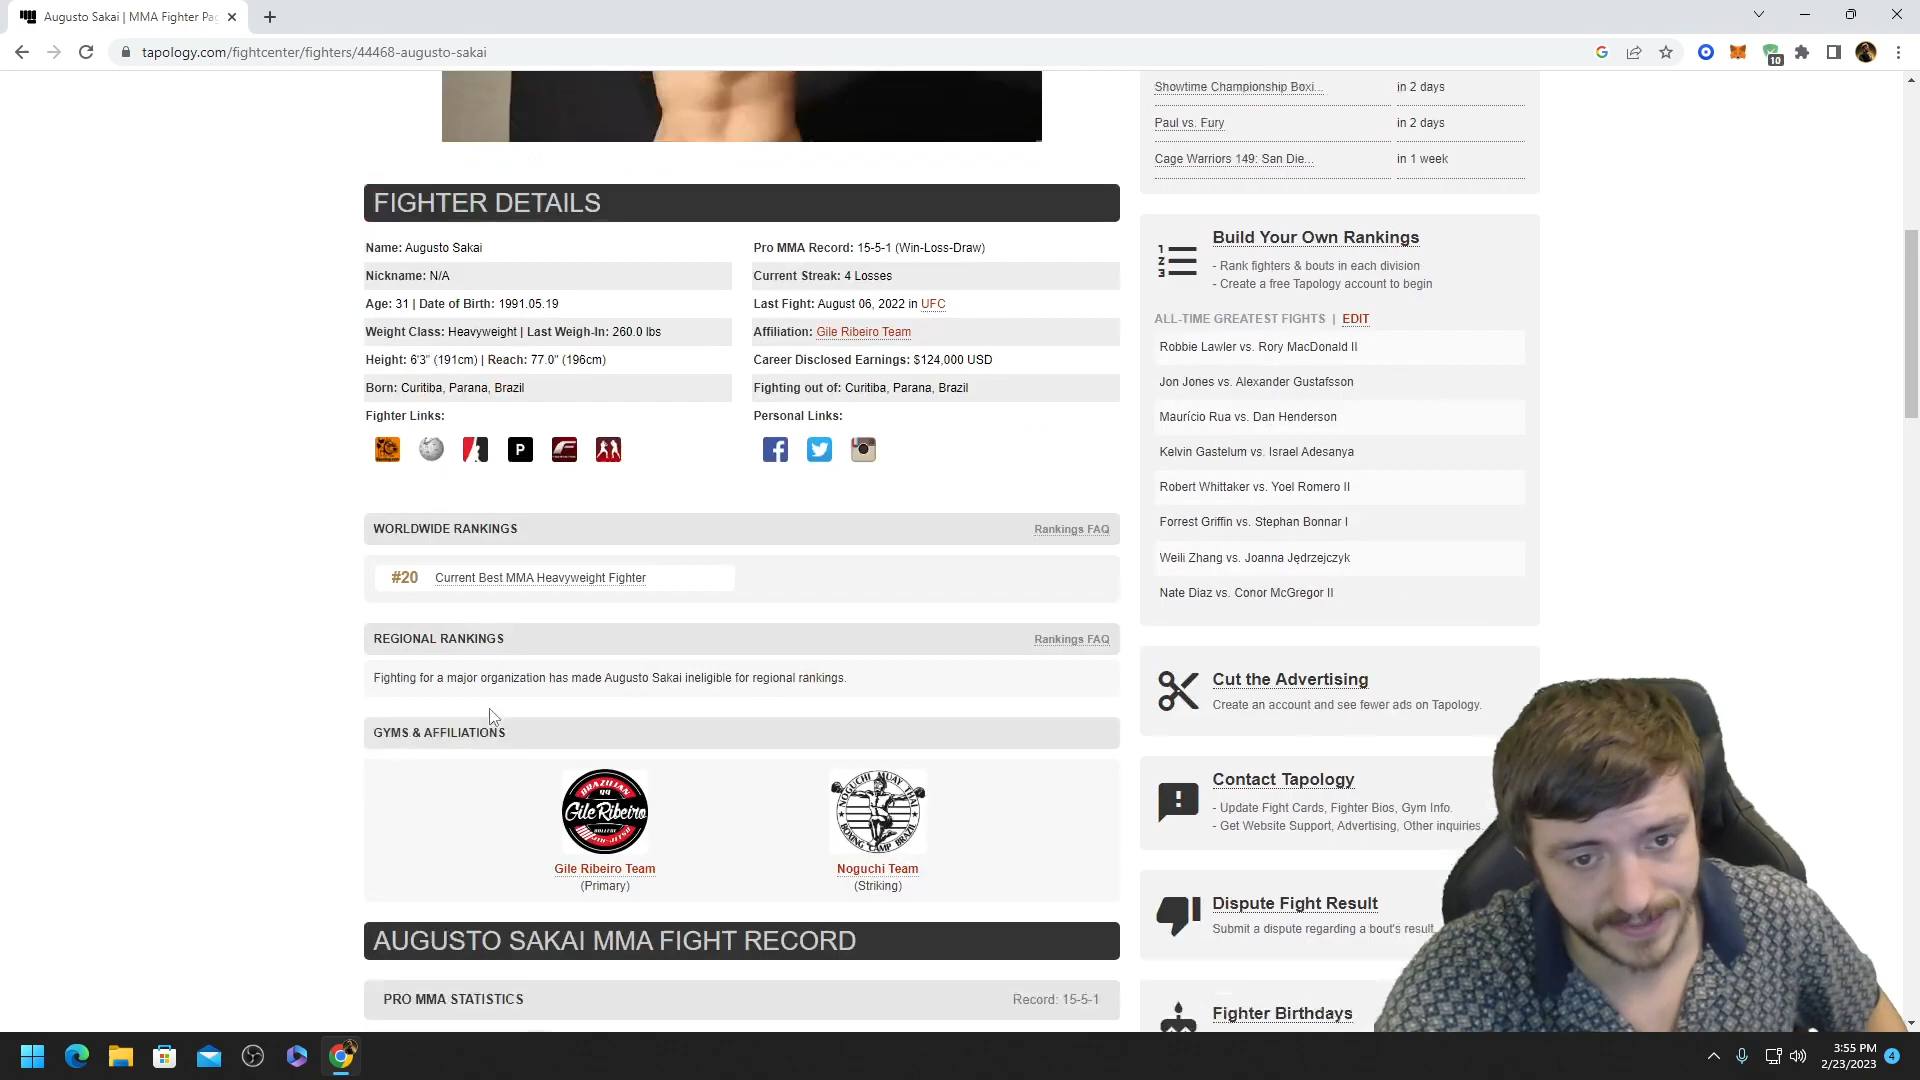 Augusto Sakai | MMA Fighter Pag
tapology.com/fightcenter/fighters/44468-augusto-sakai
10
Showtime Championship Boxi... in 2 days
Paul vs. Fury in 2 days
Cage Warriors 149: San Die... in 1 week
FIGHTER DETAILS
Name: Augusto Sakai Pro MMA Record: 15-5-1 (Win-Loss-Draw)
Nickname: N/A Current Streak: 4 Losses
Age: 31 | Date of Birth: 1991.05.19 Last Fight: August 06, 2022 in UFC
Weight Class: Heavyweight | Last Weigh-In: 260.0 lbs Affiliation: Gile Ribeiro Team
Height: 6'3" (191cm) | Reach: 77.0" (196cm) Career Disclosed Earnings: $124,000 USD
Born: Curitiba, Parana, Brazil Fighting out of: Curitiba, Parana, Brazil
Fighter Links: Personal Links:
P
WORLDWIDE RANKINGS Rankings FAQ
#20 Current Best MMA Heavyweight Fighter
REGIONAL RANKINGS Rankings FAQ
Fighting for a major organization has made Augusto Sakai ineligible for regional rankings.
GYMS & AFFILIATIONS
BRAZILIAN
Gile Ribeiro
JIU-JITSU
NOGUCHI MUAY THAI
BOXING CAMP BRAZIL
Gile Ribeiro Team Noguchi Team
(Primary) (Striking)
AUGUSTO SAKAI MMA FIGHT RECORD
PRO MMA STATISTICS Record: 15-5-1
Build Your Own Rankings
- Rank fighters & bouts in each division
- Create a free Tapology account to begin
ALL-TIME GREATEST FIGHTS | EDIT
Robbie Lawler vs. Rory MacDonald II
Jon Jones vs. Alexander Gustafsson
Maurício Rua vs. Dan Henderson
Kelvin Gastelum vs. Israel Adesanya
Robert Whittaker vs. Yoel Romero II
Forrest Griffin vs. Stephan Bonnar I
Weili Zhang vs. Joanna Jędrzejczyk
Nate Diaz vs. Conor McGregor II
Cut the Advertising
Create an account and see fewer ads on Tapology.
Contact Tapology
- Update Fight Cards, Fighter Bios, Gym Info.
- Get Website Support, Advertising, Other inquiries.
Dispute Fight Result
Submit a dispute regarding a bout's result.
Fighter Birthdays
3:55 PM
2/23/2023
4